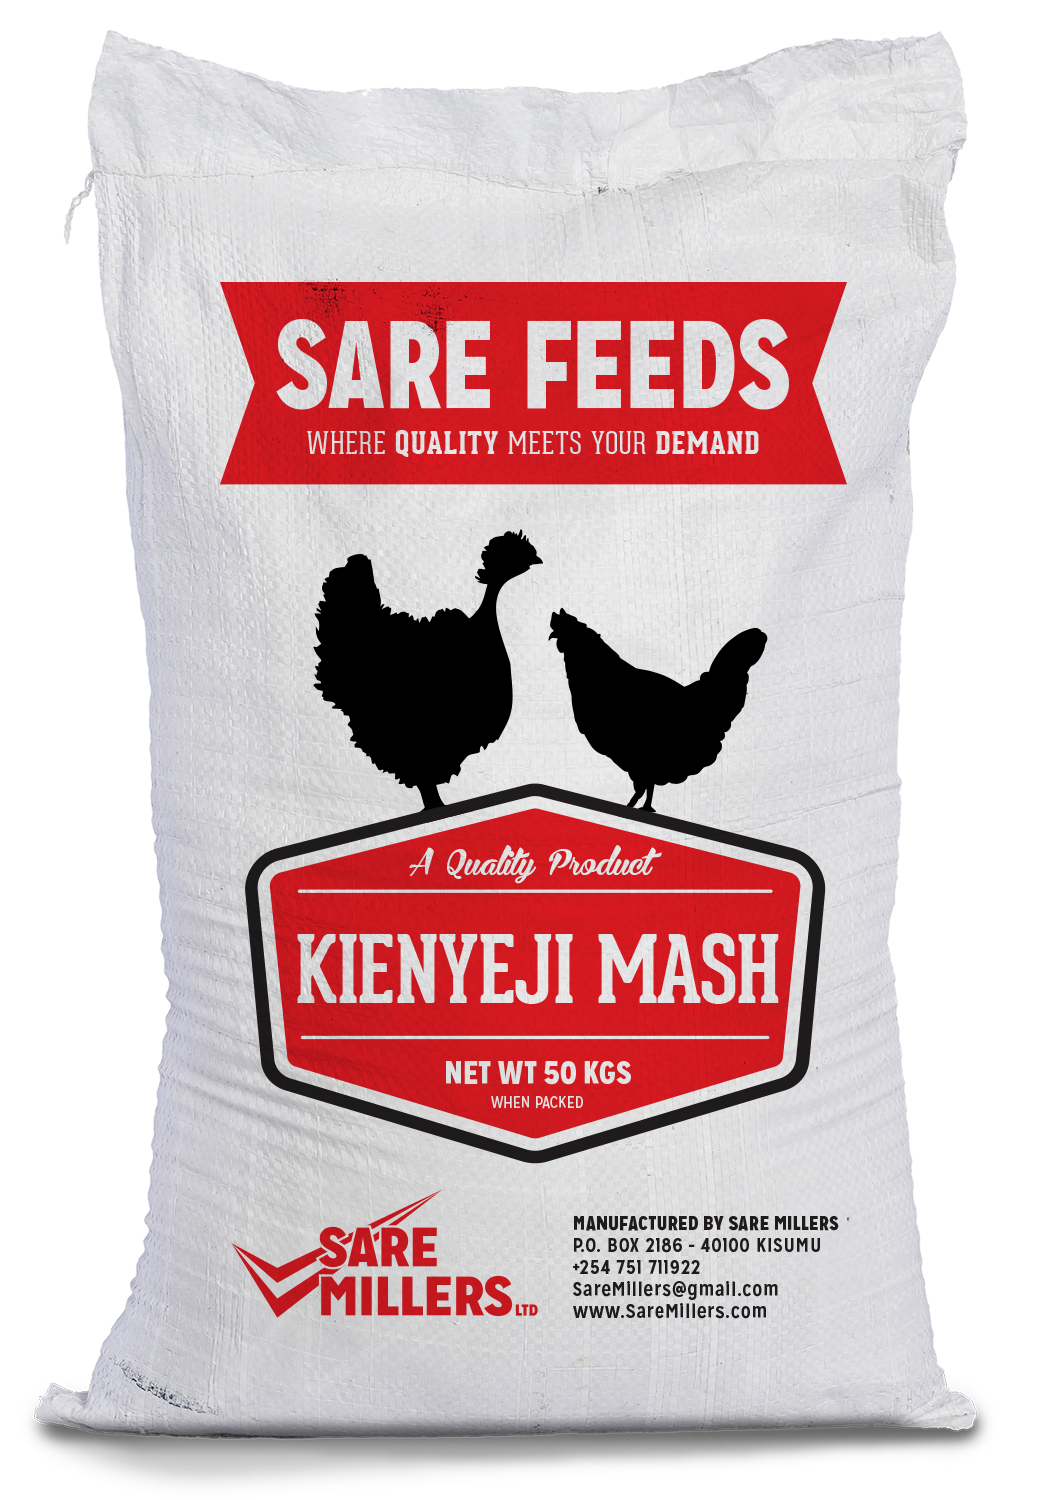 SARE FEEDS
WHERE QUALITY MEETS YOUR DEMAND
A Quality Product
KIENYEJI MASH
NET WT 50 KGS
WHEN PACKED
SARE
MILLERS LTD
MANUFACTURED BY SARE MILLERS
P.O. BOX 2186 - 40100 KISUMU
+254 751 711922
SareMillers@gmail.com
www.SareMillers.com